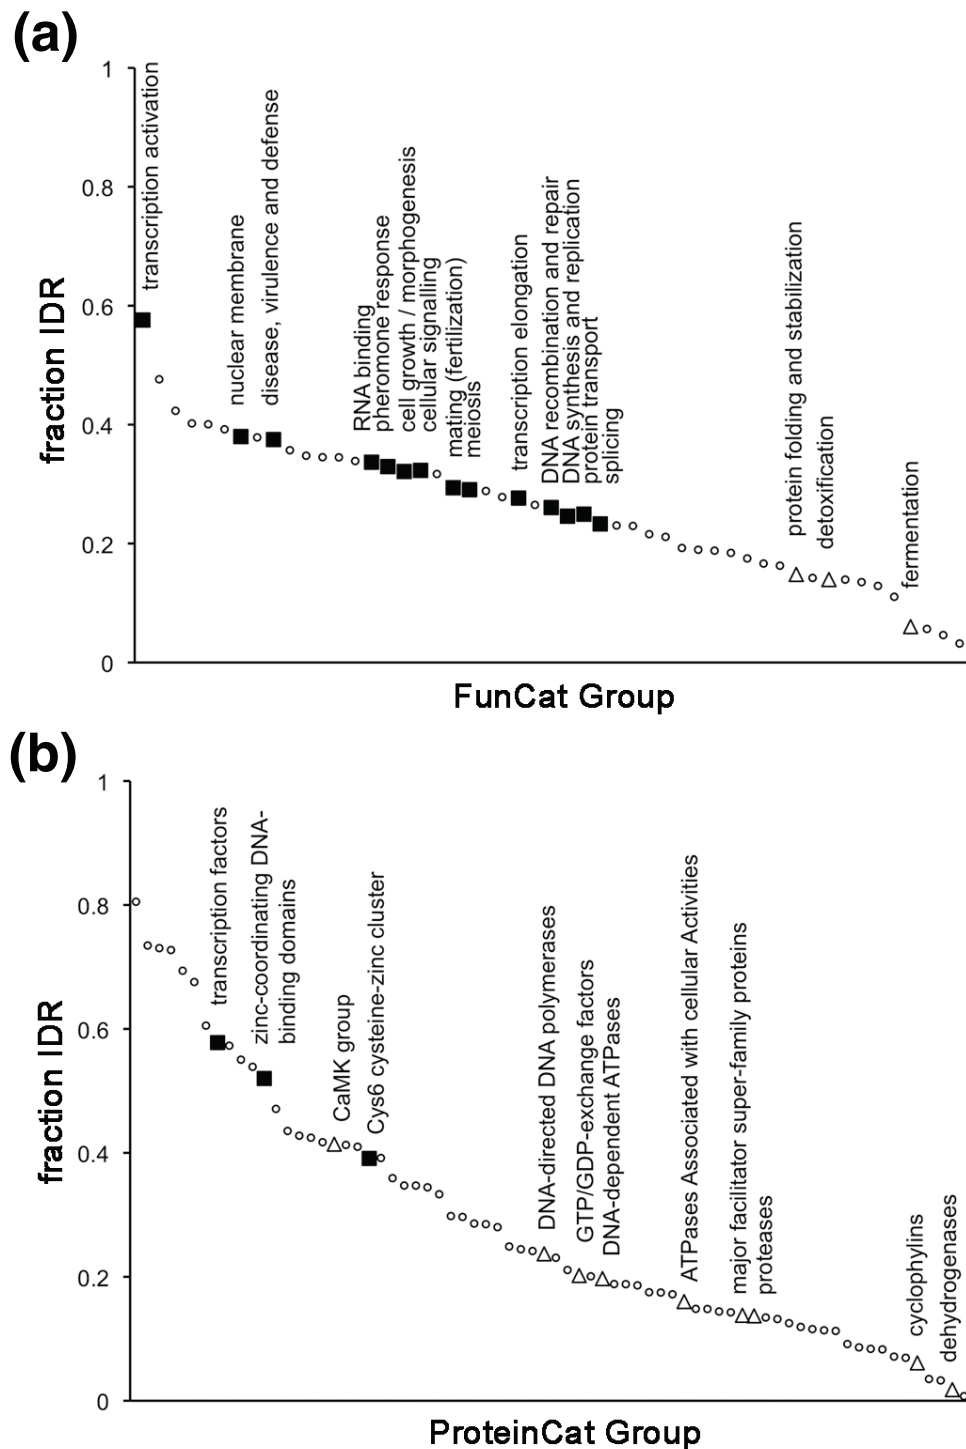 (a)
1
0.8
0.6
0.4
0.2
0
fraction IDR
transcription activation
nuclear membrane
disease, virulence and defense
RNA binding
pheromone response
cell growth / morphogenesis
cellular signalling
mating (fertilization)
meiosis
transcription elongation
DNA recombination and repair
DNA synthesis and replication
protein transport
splicing
protein folding and stabilization
detoxification
fermentation
FunCat Group
(b)
1
0.8
0.6
0.4
0.2
0
fraction IDR
transcription factors
zinc-coordinating DNA-
binding domains
CaMK group
Cys6 cysteine-zinc cluster
DNA-directed DNA polymerases
GTP/GDP-exchange factors
DNA-dependent ATPases
ATPases Associated with cellular Activities
major facilitator super-family proteins
proteases
cyclophylins
dehydrogenases
ProteinCat Group